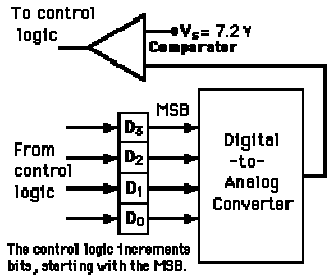 To control
logic
Vs = 7.2 V
Comparator
MSB
D3
D2
D1
D0
From
control
logic
Digital
-to-
Analog
Converter
The control logic increments
bits, starting with the MSB.